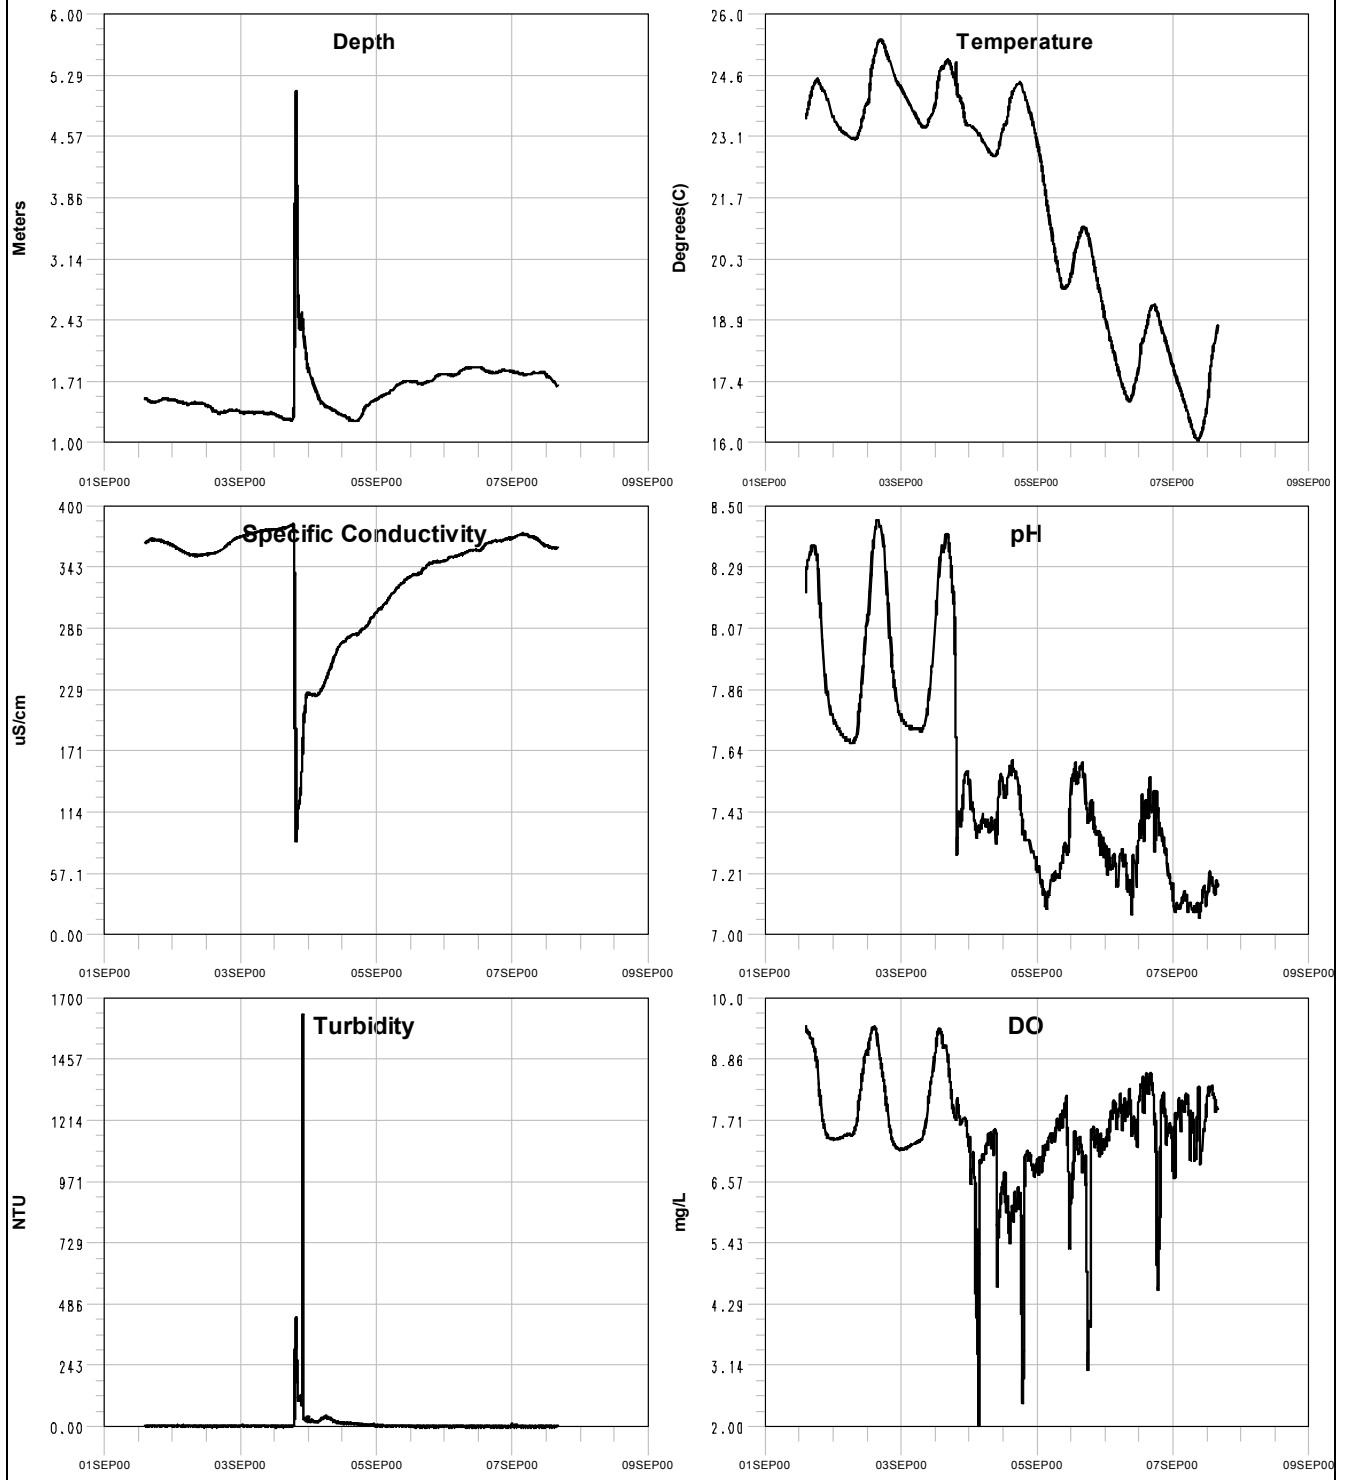 Depth
Meters
6.00
5.29
4.57
3.86
3.14
2.43
1.71
1.00
01SEP00 03SEP00 05SEP00 07SEP00 09SEP00
Temperature
Degrees(C)
26.0
24.6
23.1
21.7
20.3
18.9
17.4
16.0
01SEP00 03SEP00 05SEP00 07SEP00 09SEP00
Specific Conductivity
uS/cm
400
343
286
229
171
114
57.1
0.00
01SEP00 03SEP00 05SEP00 07SEP00 09SEP00
pH
8.50
8.29
8.07
7.86
7.64
7.43
7.21
7.00
01SEP00 03SEP00 05SEP00 07SEP00 09SEP00
Turbidity
NTU
1700
1457
1214
971
729
486
243
0.00
01SEP00 03SEP00 05SEP00 07SEP00 09SEP00
DO
mg/L
10.0
8.86
7.71
6.57
5.43
4.29
3.14
2.00
01SEP00 03SEP00 05SEP00 07SEP00 09SEP00